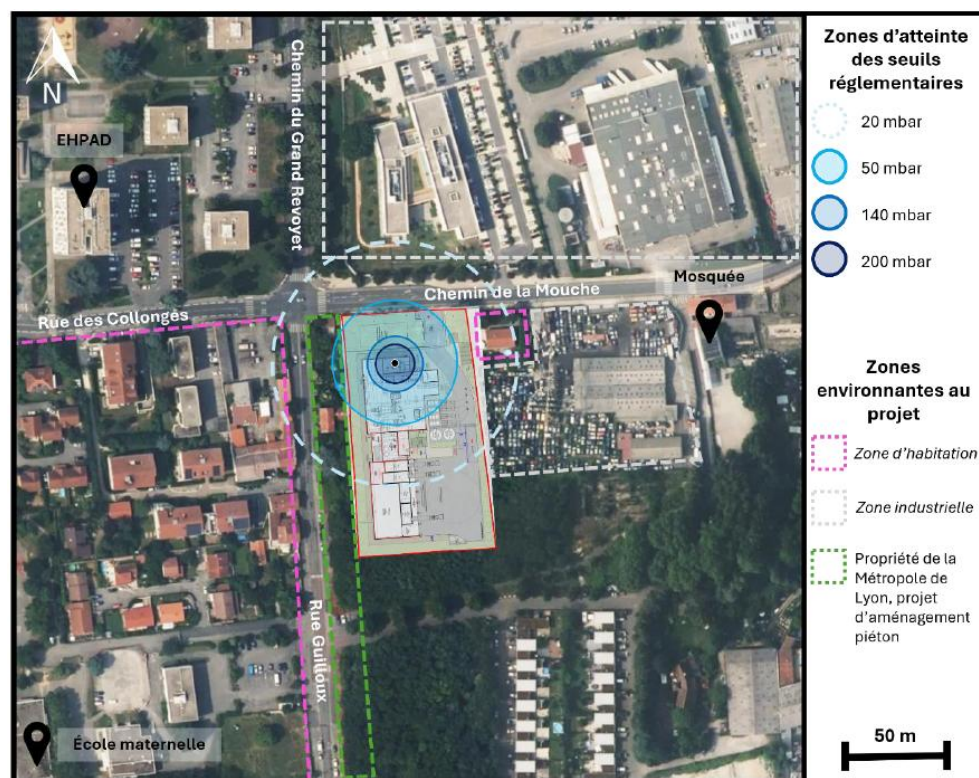 N
EHPAD
Chemin du Grand Revoyet
Mosquée
Chemin de la Mouche
Rue des Collonges
Rue Guilloux
École maternelle
Zones d'atteinte
des seuils
réglementaires
20 mbar
50 mbar
140 mbar
200 mbar
Zones
environnantes au
projet
Zone d'habitation
Zone industrielle
Propriété de la
Métropole de
Lyon, projet
d'aménagement
piéton
50 m